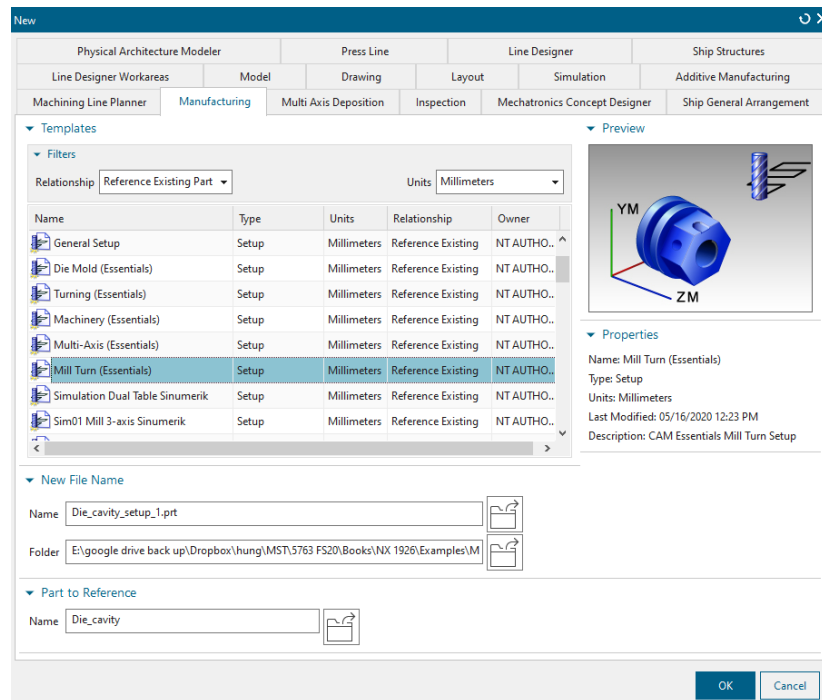 New
Physical Architecture Modeler Press Line Line Designer Ship Structures
Line Designer Workareas Model Drawing Layout Simulation Additive Manufacturing
Machining Line Planner Manufacturing Multi Axis Deposition Inspection Mechatronics Concept Designer Ship General Arrangement
Templates
Filters
Relationship Reference Existing Part Units Millimeters
Name Type Units Relationship Owner
General Setup Setup Millimeters Reference Existing NT AUTHO...
Die Mold (Essentials) Setup Millimeters Reference Existing NT AUTHO...
Turning (Essentials) Setup Millimeters Reference Existing NT AUTHO...
Machinery (Essentials) Setup Millimeters Reference Existing NT AUTHO...
Multi-Axis (Essentials) Setup Millimeters Reference Existing NT AUTHO...
Mill Turn (Essentials) Setup Millimeters Reference Existing NT AUTHO...
Simulation Dual Table Sinumerik Setup Millimeters Reference Existing NT AUTHO...
Sim01 Mill 3-axis Sinumerik Setup Millimeters Reference Existing NT AUTHO...
Preview
YM
ZM
Properties
Name: Mill Turn (Essentials)
Type: Setup
Units: Millimeters
Last Modified: 05/16/2020 12:23 PM
Description: CAM Essentials Mill Turn Setup
New File Name
Name Die_cavity_setup_1.prt
Folder E:\google drive back up\Dropbox\hung\MST\5763 FS20\Books\NX 1926\Examples\M
Part to Reference
Name Die_cavity
OK Cancel